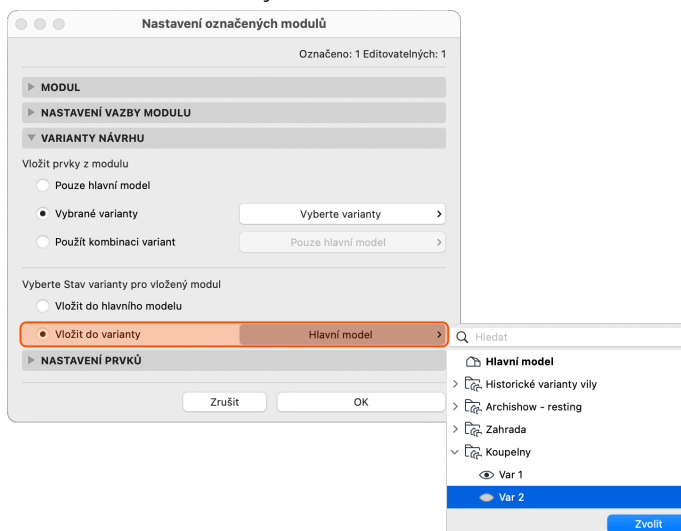 Nastavení označených modulů
Označeno: 1 Editovatelných: 1
MODUL
NASTAVENÍ VAZBY MODULU
VARIANTY NÁVRHU
Vložit prvky z modulu
Pouze hlavní model
Vybrané varianty
Vyberte varianty
Použít kombinaci variant
Pouze hlavní model
Vyberte Stav varianty pro vložený modul
Vložit do hlavního modelu
Vložit do varianty
Hlavní model
NASTAVENÍ PRVKŮ
Zrušit
OK
Hledat
Hlavní model
Historické varianty vily
Archishow - resting
Zahrada
Koupelny
Var 1
Var 2
Zvolit